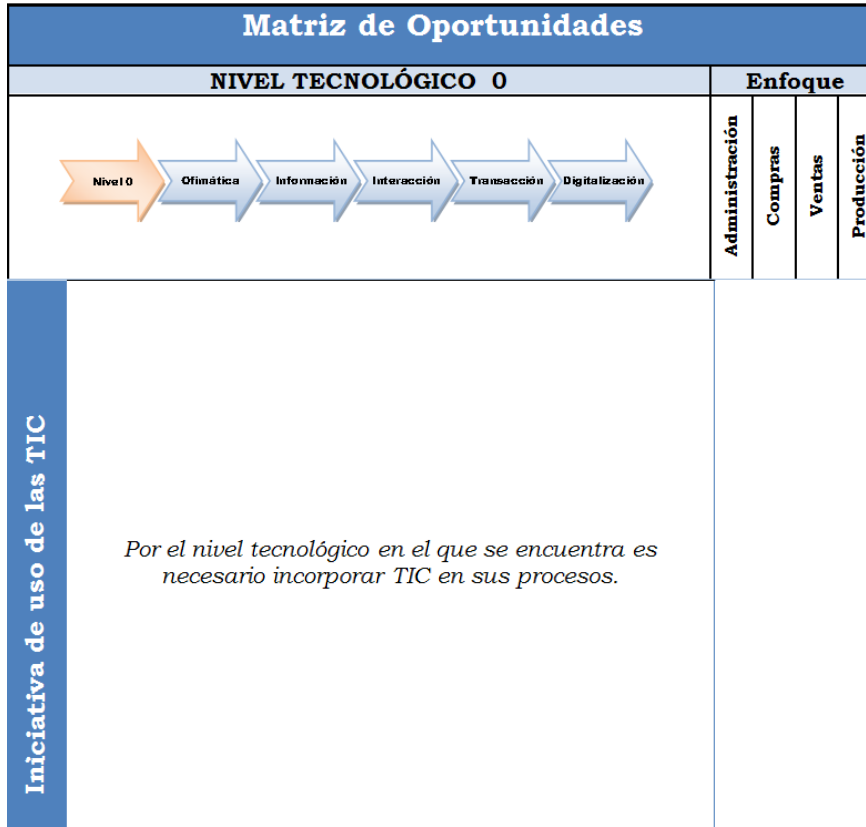 Matriz de Oportunidades
NIVEL TECNOLÓGICO 0
Enfoque
Nivel 0
Ofimática
Información
Interacción
Transacción
Digitalización
Administración
Compras
Ventas
Producción
Iniciativa de uso de las TIC
Por el nivel tecnológico en el que se encuentra es
necesario incorporar TIC en sus procesos.